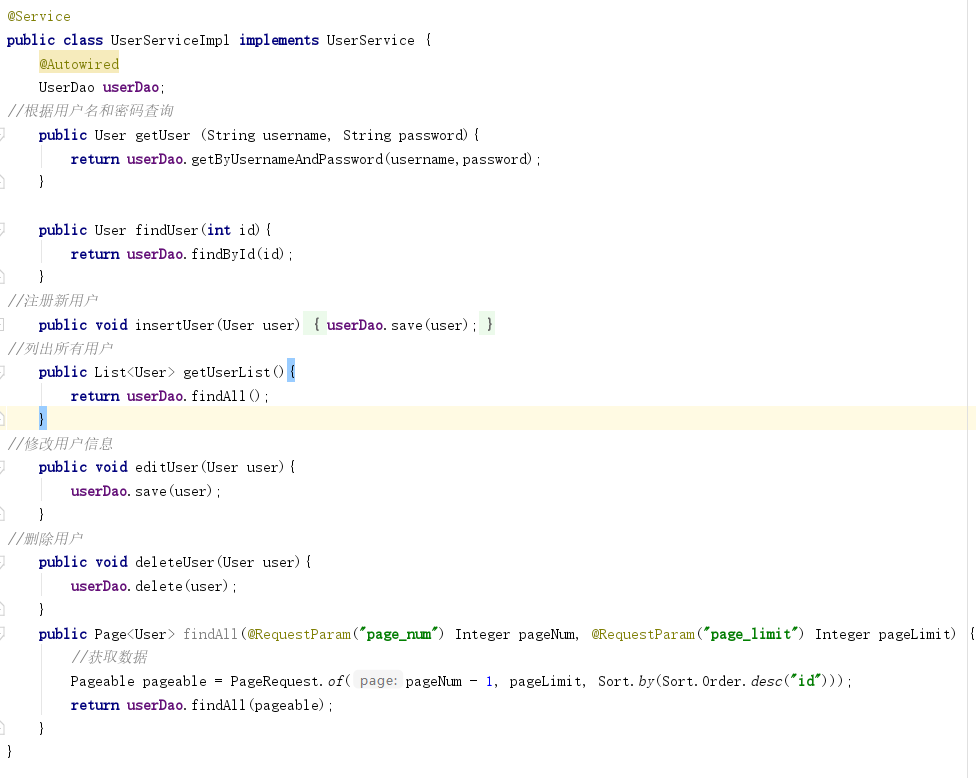 @Service
public class UserServiceImpl implements UserService {
    @Autowired
    UserDao userDao;
//根据用户名和密码查询
    public User getUser (String username, String password){
        return userDao.getByUsernameAndPassword(username,password);
    }

    public User findUser(int id){
        return userDao.findById(id);
    }
//注册新用户
    public void insertUser(User user) { userDao.save(user); }
//列出所有用户
    public List<User> getUserList(){
        return userDao.findAll();
    }
//修改用户信息
    public void editUser(User user){
        userDao.save(user);
    }
//删除用户
    public void deleteUser(User user){
        userDao.delete(user);
    }
    public Page<User> findAll(@RequestParam("page_num") Integer pageNum, @RequestParam("page_limit") Integer pageLimit) {
        //获取数据
        Pageable pageable = PageRequest.of( page: pageNum - 1, pageLimit, Sort.by(Sort.Order.desc("id")));
        return userDao.findAll(pageable);
    }
}